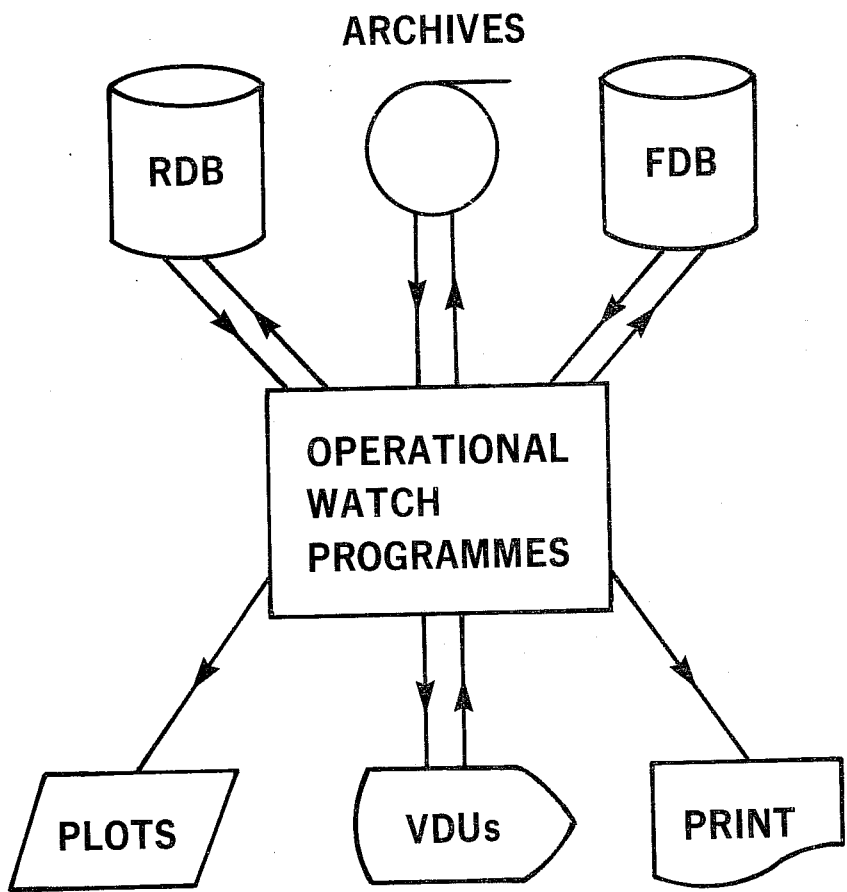 ARCHIVES
RDB
FDB
OPERATIONAL
WATCH
PROGRAMMES
PLOTS
VDUs
PRINT